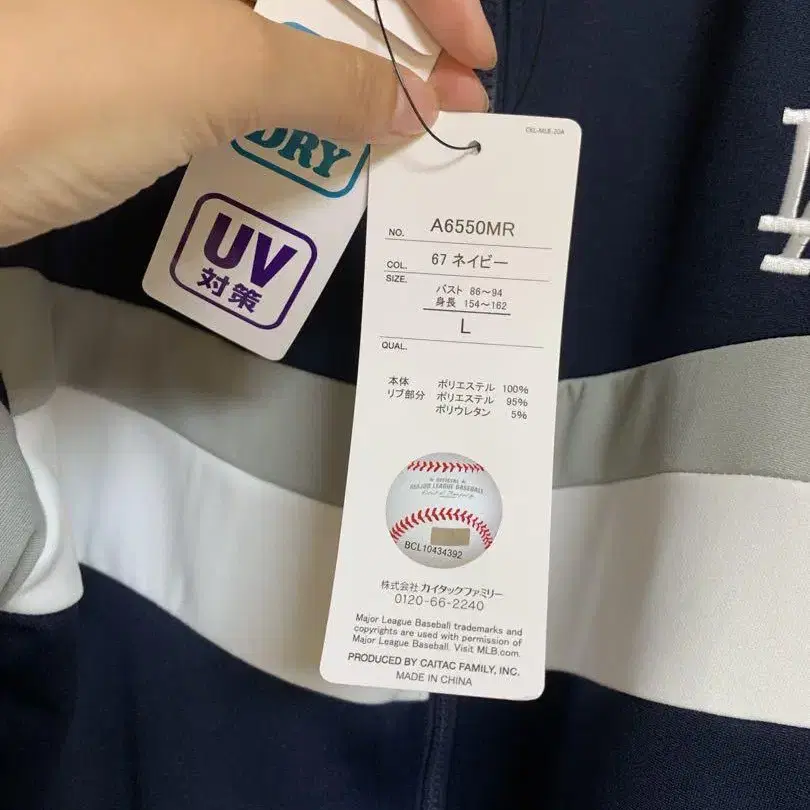 DRY
UV
対策
CKL-MLB-20A
NO. A6550MR
COL. 67 ネイビー
SIZE. バスト 86～94
身長 154～162
L
QUAL.
本体 ポリエステル 100%
リブ部分 ポリエステル 95%
ポリウレタン 5%
OFFICIAL
MAJOR LEAGUE BASEBALL
BCL10434392
株式会社 カイタックファミリー
0120-66-2240
Major League Baseball trademarks and
copyrights are used with permission of
Major League Baseball. Visit MLB.com.
PRODUCED BY CAITAC FAMILY, INC.
MADE IN CHINA